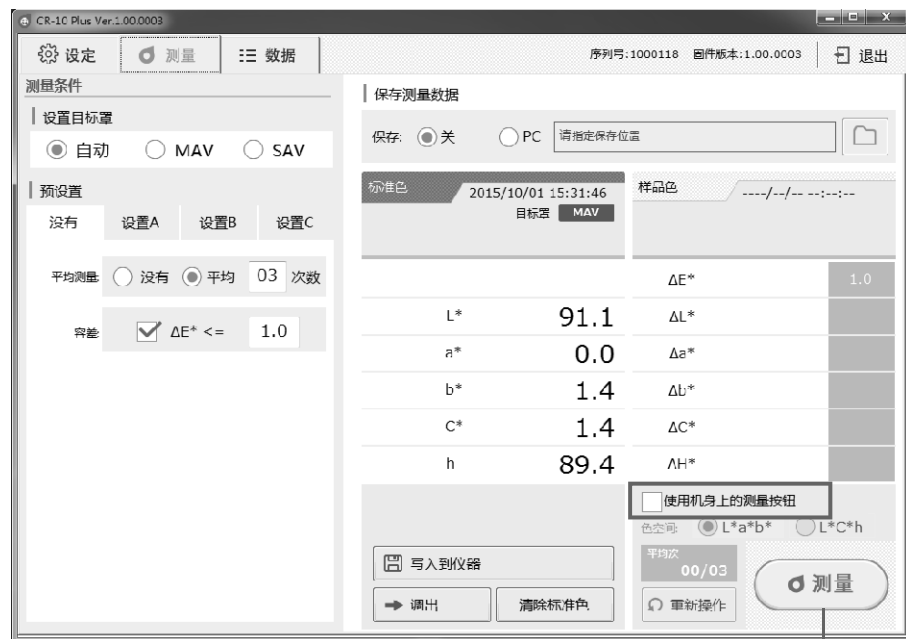 CR-1C Plus Ver.1.00.0003
设定 测量 数据 序列号:1000118 固件版本:1.00.0003 退出
测量条件
设置目标罩
自动 MAV SAV
预设置
没有 设置A 设置B 设置C
平均测量: 没有 平均 03 次数
容差: ΔE* <= 1.0
保存测量数据
保存: 关 PC 请指定保存位置
标准色 2015/10/01 15:31:46
目标罩 MAV
样品色 ----/--/-- --:--:--
ΔE* 1.0
L* 91.1 ΔL*
a* 0.0 Δa*
b* 1.4 Δb*
C* 1.4 ΔC*
h 89.4 ΔH*
使用机身上的测量按钮
色空间: L*a*b* L*C*h
写入到仪器
调出 清除标准色
平均次
00/03
重新操作
测量